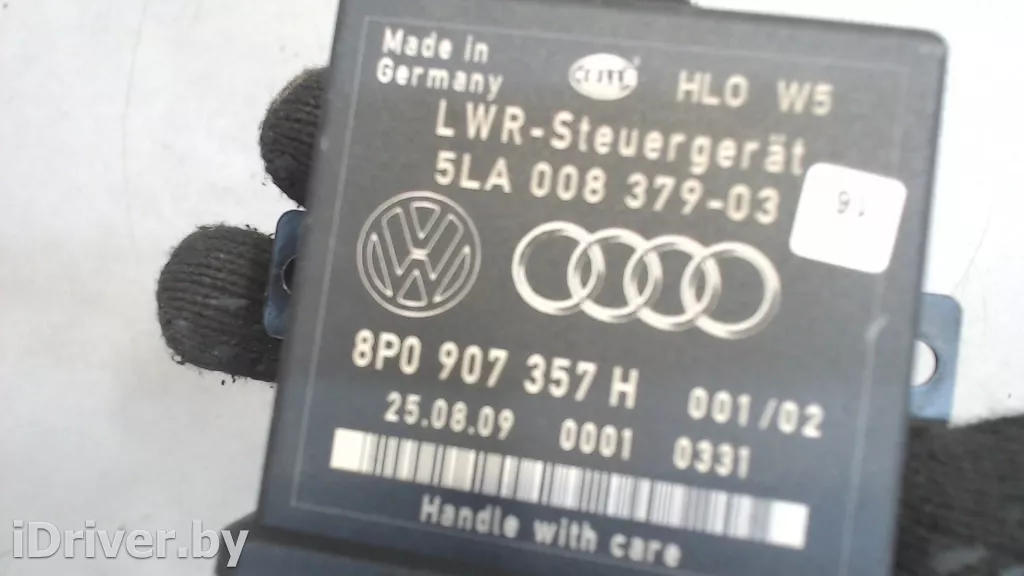 Made in
Germany
HELLA
HLO W5
LWR-Steuergerät
5LA 008 379-03
8P0 907 357 H
001/02
25.08.09 0001 0331
Handle with care
iDriver.by